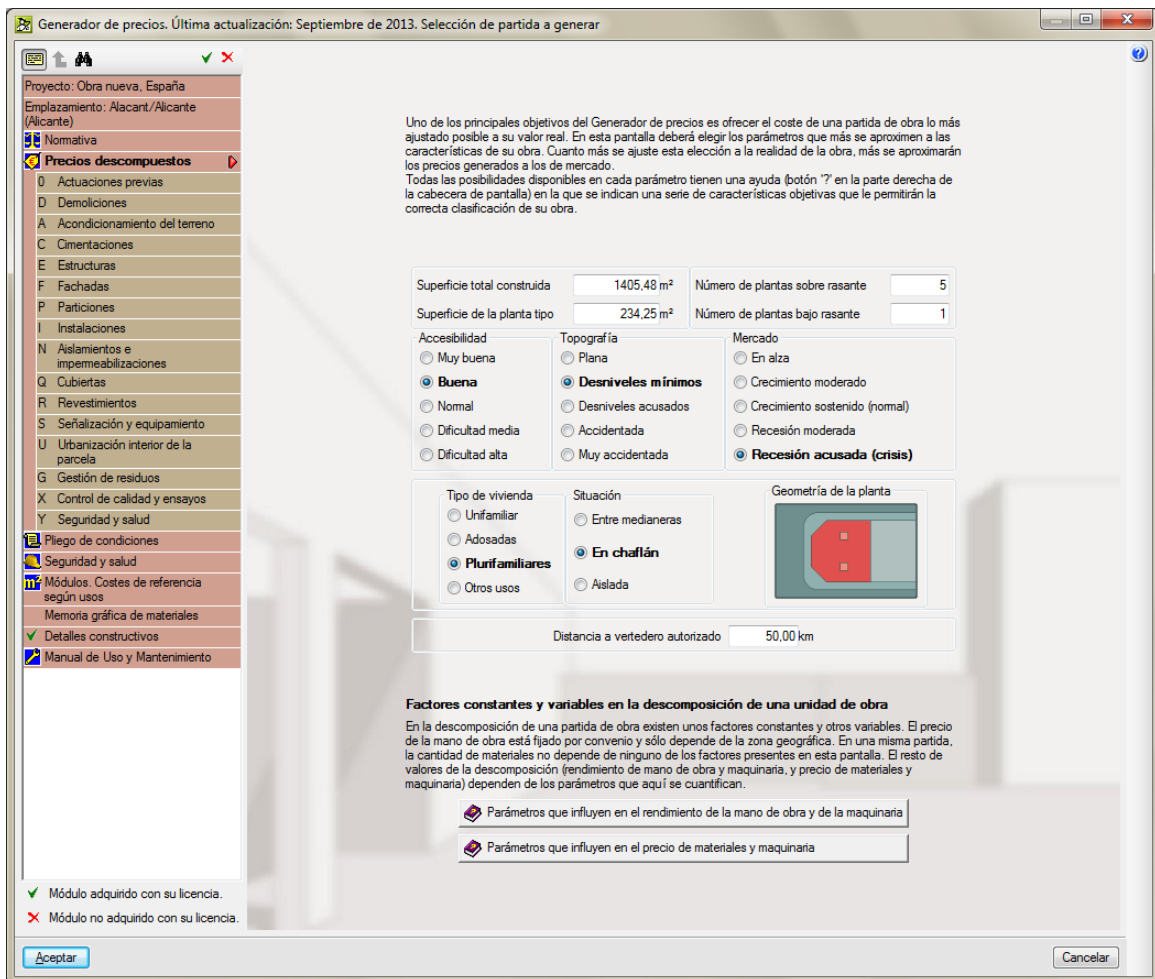 Generador de precios. Última actualización: Septiembre de 2013. Selección de partida a generar
Proyecto: Obra nueva, España
Emplazamiento: Alacant/Alicante
(Alicante)
Normativa
Precios descompuestos
0 Actuaciones previas
D Demoliciones
A Acondicionamiento del terreno
C Cimentaciones
E Estructuras
F Fachadas
P Particiones
I Instalaciones
N Aislamientos e
impermeabilizaciones
Q Cubiertas
R Revestimientos
S Señalización y equipamiento
U Urbanización interior de la
parcela
G Gestión de residuos
X Control de calidad y ensayos
Y Seguridad y salud
Pliego de condiciones
Seguridad y salud
m² Módulos. Costes de referencia
según usos
Memoria gráfica de materiales
Detalles constructivos
Manual de Uso y Mantenimiento
Módulo adquirido con su licencia.
Módulo no adquirido con su licencia.
Uno de los principales objetivos del Generador de precios es ofrecer el coste de una partida de obra lo más
ajustado posible a su valor real. En esta pantalla deberá elegir los parámetros que más se aproximen a las
características de su obra. Cuanto más se ajuste esta elección a la realidad de la obra, más se aproximarán
los precios generados a los de mercado.
Todas las posibilidades disponibles en cada parámetro tienen una ayuda (botón '?' en la parte derecha de
la cabecera de pantalla) en la que se indican una serie de características objetivas que le permitirán la
correcta clasificación de su obra.
Superficie total construida 1405,48 m² Número de plantas sobre rasante 5
Superficie de la planta tipo 234,25 m² Número de plantas bajo rasante 1
Accesibilidad Topografía Mercado
Muy buena Plana En alza
Buena Desniveles mínimos Crecimiento moderado
Normal Desniveles acusados Crecimiento sostenido (normal)
Dificultad media Accidentada Recesión moderada
Dificultad alta Muy accidentada Recesión acusada (crisis)
Tipo de vivienda Situación Geometría de la planta
Unifamiliar Entre medianeras
Adosadas
Plurifamiliares En chaflán
Otros usos Aislada
Distancia a vertedero autorizado 50,00 km
Factores constantes y variables en la descomposición de una unidad de obra
En la descomposición de una partida de obra existen unos factores constantes y otros variables. El precio
de la mano de obra está fijado por convenio y sólo depende de la zona geográfica. En una misma partida,
la cantidad de materiales no depende de ninguno de los factores presentes en esta pantalla. El resto de
valores de la descomposición (rendimiento de mano de obra y maquinaria, y precio de materiales y
maquinaria) dependen de los parámetros que aquí se cuantifican.
Parámetros que influyen en el rendimiento de la mano de obra y de la maquinaria
Parámetros que influyen en el precio de materiales y maquinaria
Aceptar Cancelar